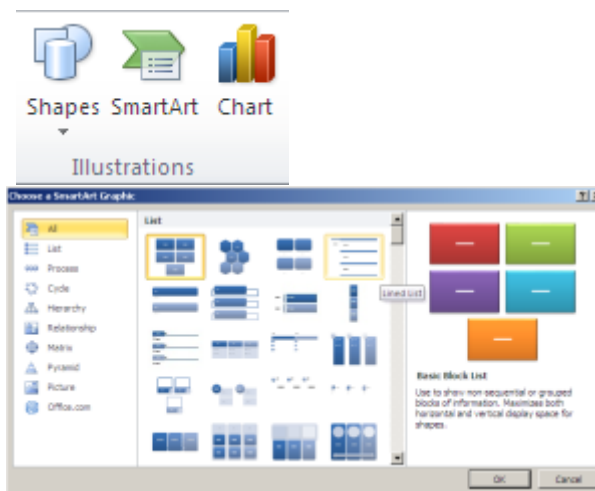 Shapes SmartArt Chart
Illustrations
Choose a SmartArt Graphic
All
List
Process
Cycle
Hierarchy
Relationship
Matrix
Pyramid
Picture
Office.com
List
Lined List
Basic Block List
Use to show non-sequential or grouped
blocks of information. Maximizes both
horizontal and vertical display space for
shapes.
OK Cancel